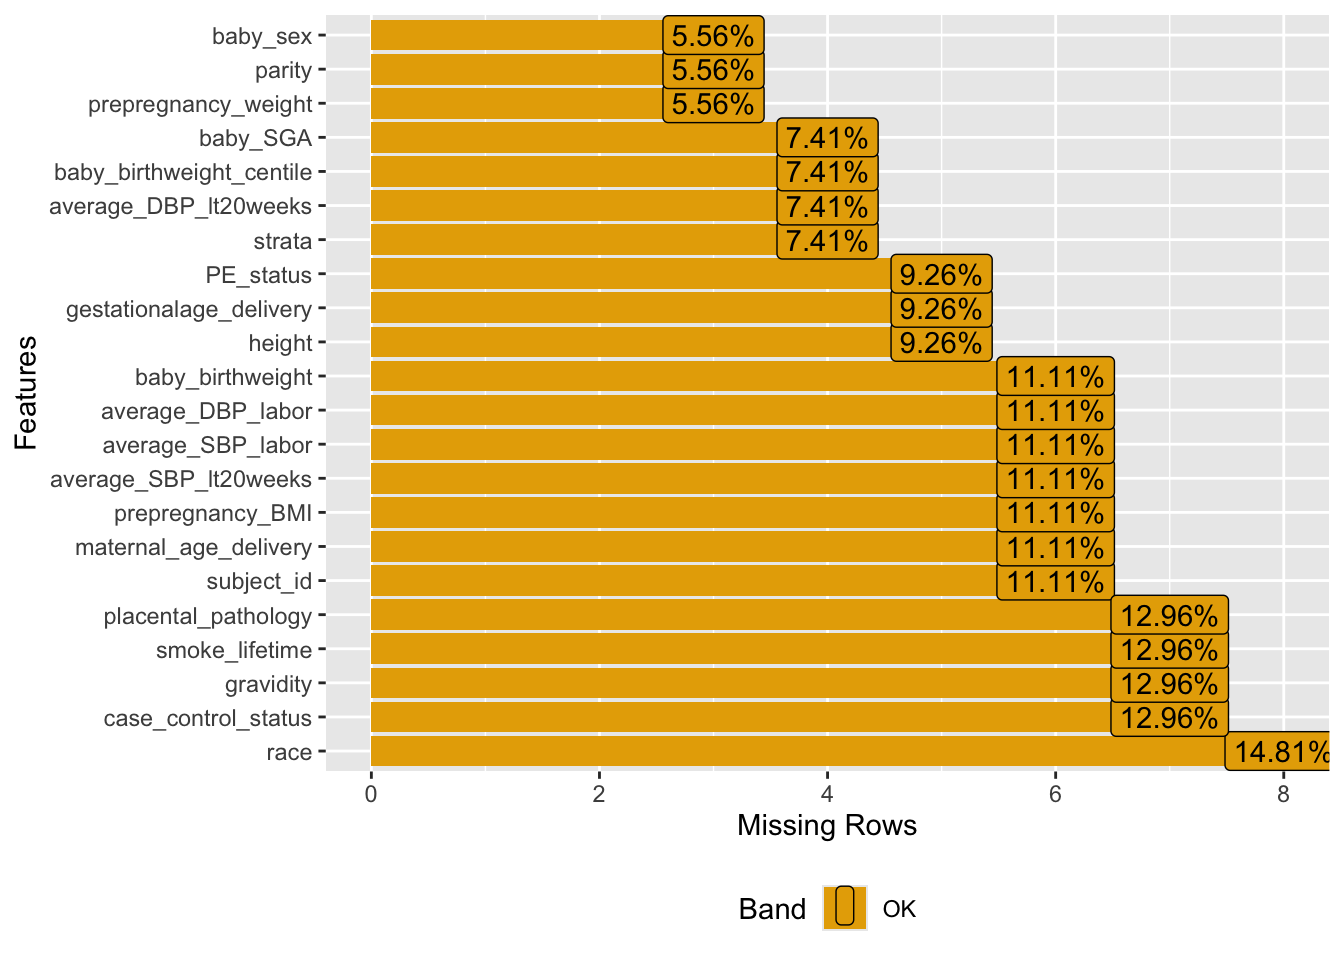 baby_sex 5.56%
parity 5.56%
prepregnancy_weight 5.56%
baby_SGA 7.41%
baby_birthweight_centile 7.41%
average_DBP_lt20weeks 7.41%
strata 7.41%
PE_status 9.26%
gestationalage_delivery 9.26%
height 9.26%
baby_birthweight 11.11%
average_DBP_labor 11.11%
average_SBP_labor 11.11%
average_SBP_lt20weeks 11.11%
prepregnancy_BMI 11.11%
maternal_age_delivery 11.11%
subject_id 11.11%
placental_pathology 12.96%
smoke_lifetime 12.96%
gravidity 12.96%
case_control_status 12.96%
race 14.81%
Features
0 2 4 6 8
Missing Rows
Band OK